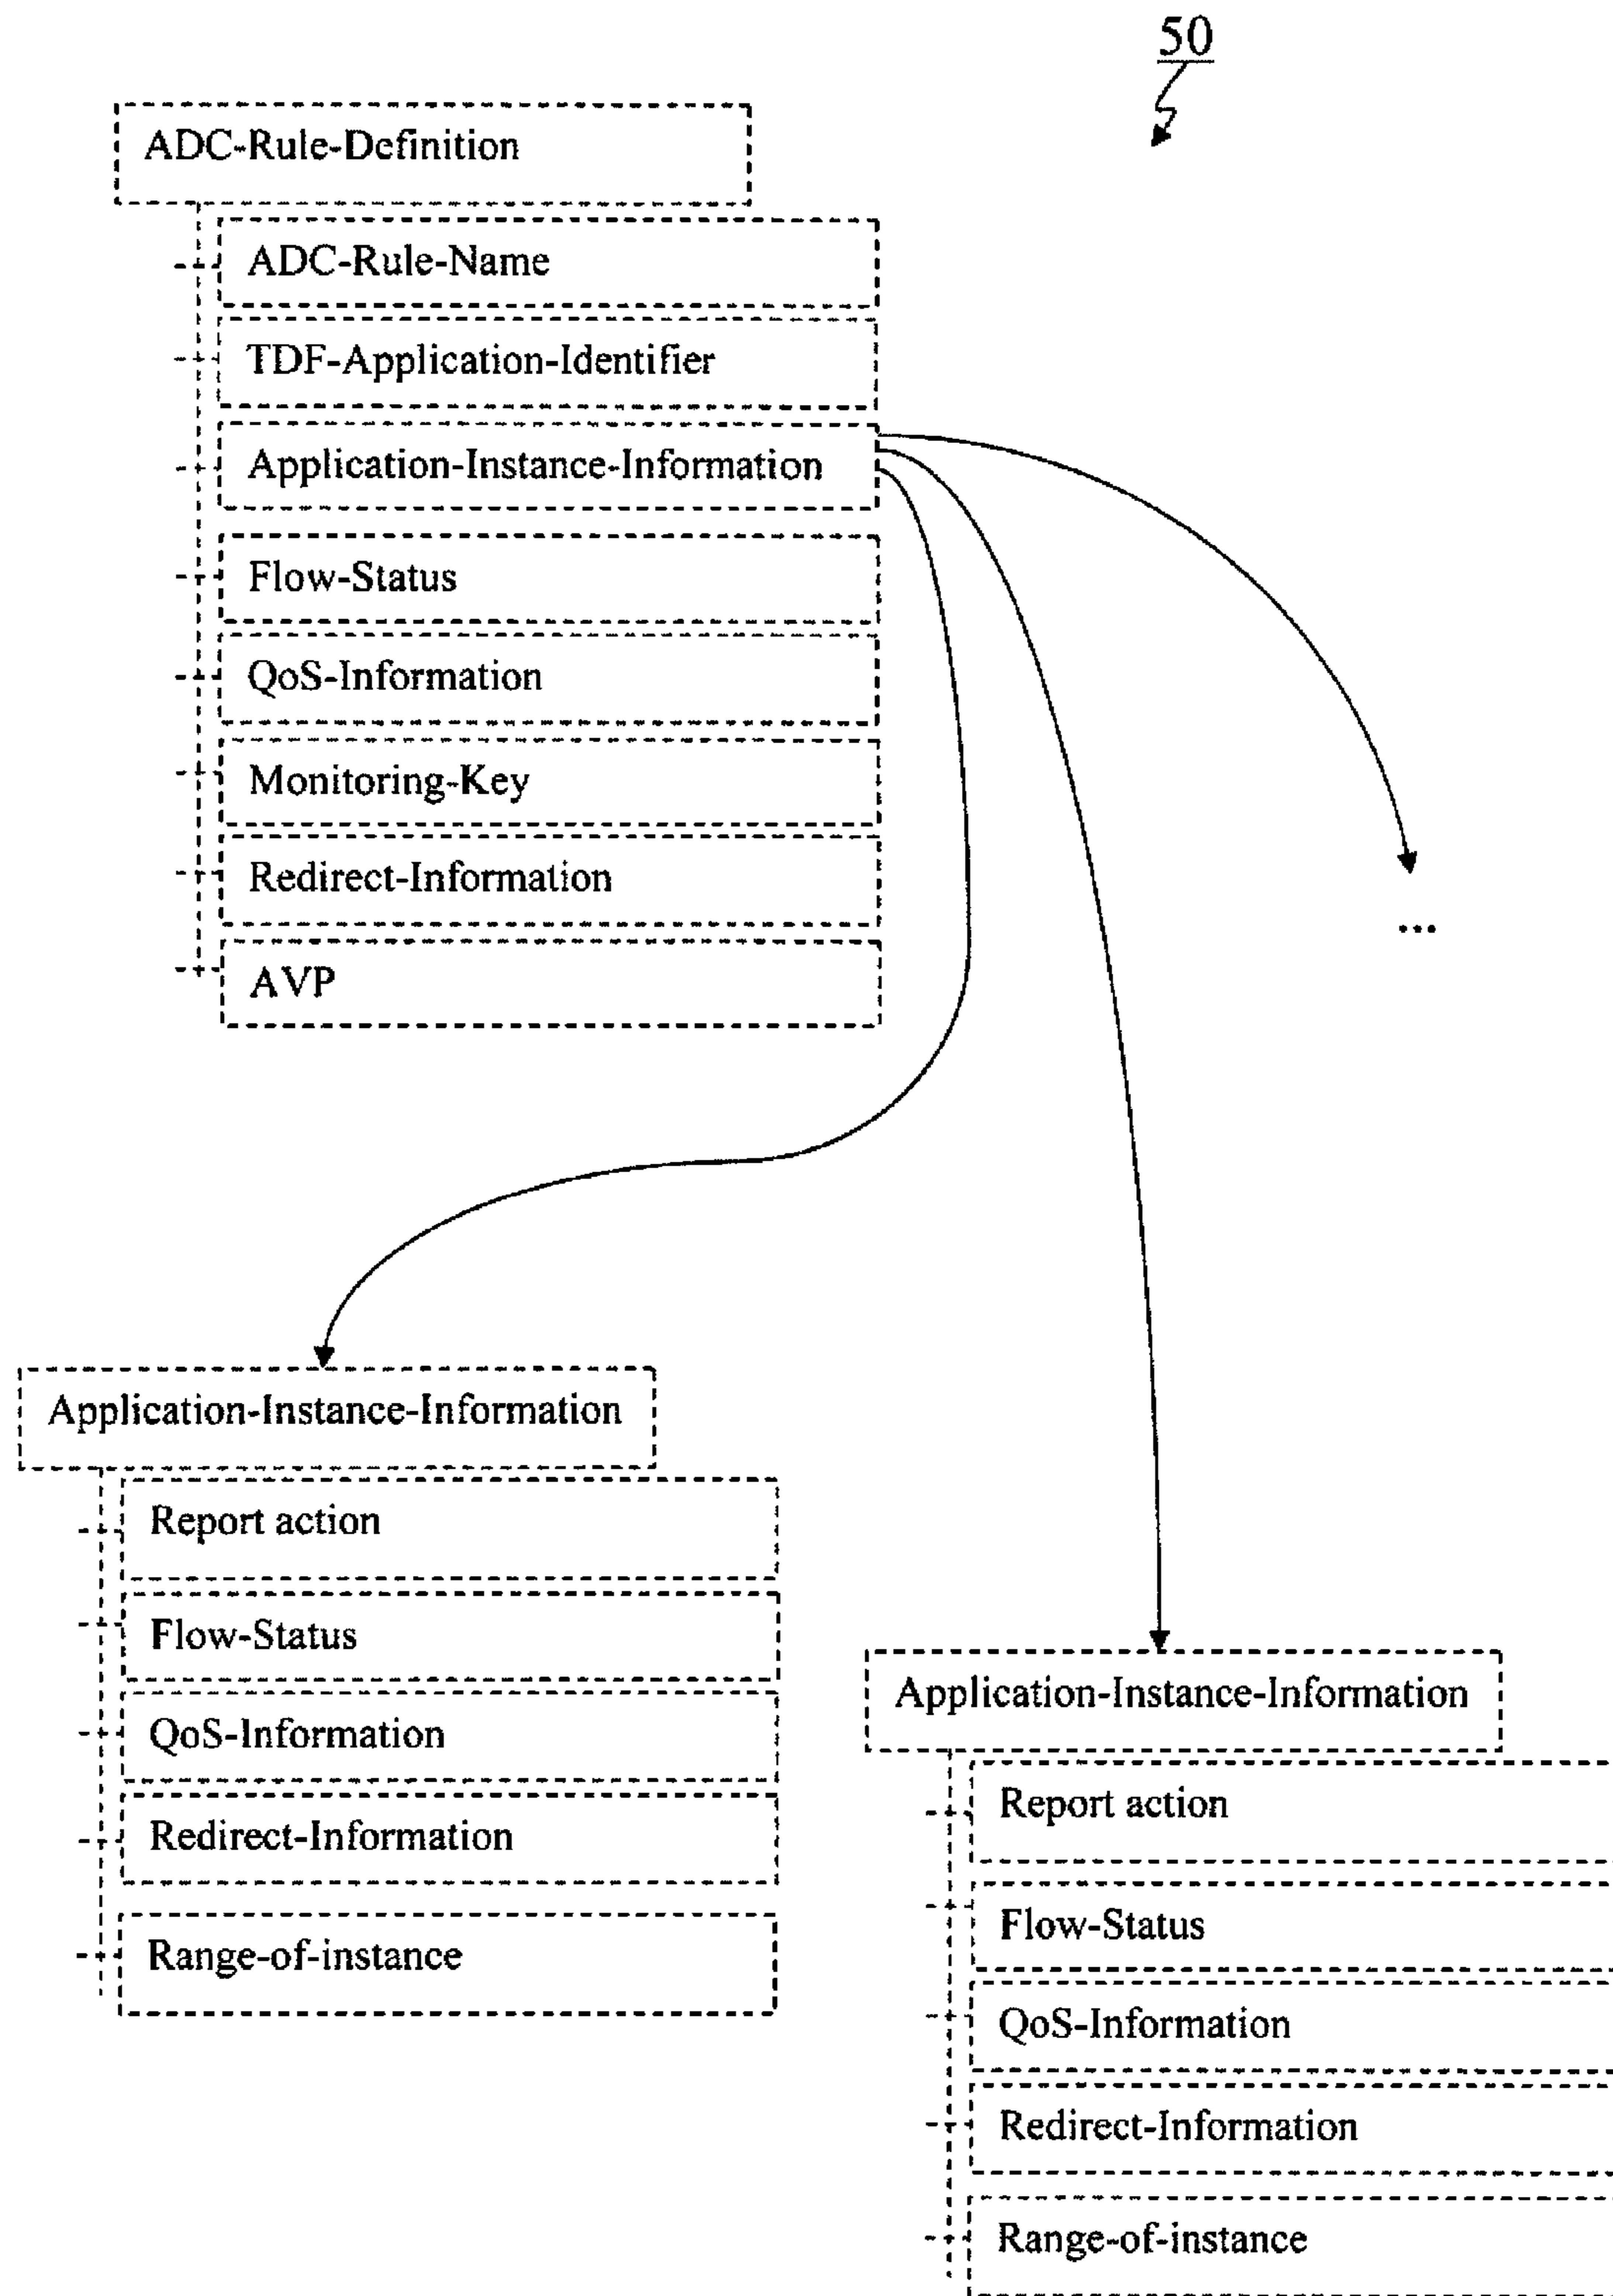 50
ADC-Rule-Definition
ADC-Rule-Name
TDF-Application-Identifier
Application-Instance-Information
Flow-Status
QoS-Information
Monitoring-Key
Redirect-Information
AVP
...
Application-Instance-Information
Report action
Flow-Status
QoS-Information
Redirect-Information
Range-of-instance
Application-Instance-Information
Report action
Flow-Status
QoS-Information
Redirect-Information
Range-of-instance